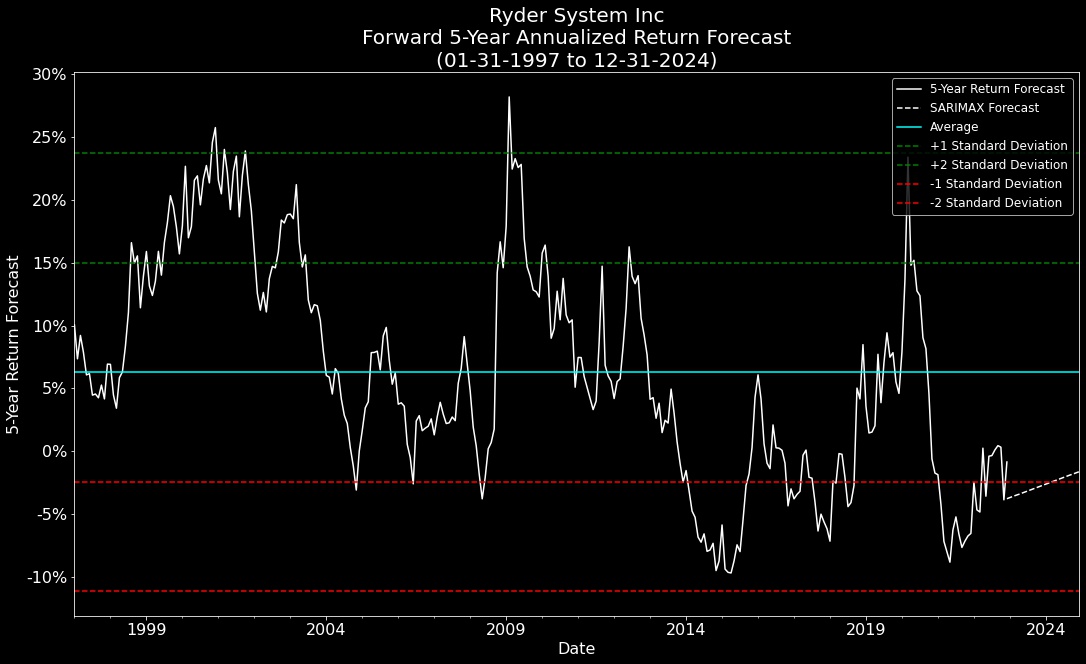 Ryder System Inc
Forward 5-Year Annualized Return Forecast
(01-31-1997 to 12-31-2024)
5-Year Return Forecast
SARIMAX Forecast
Average
+1 Standard Deviation
+2 Standard Deviation
-1 Standard Deviation
-2 Standard Deviation
5-Year Return Forecast
30%
25%
20%
15%
10%
5%
0%
-5%
-10%
1999
2004
2009
2014
2019
2024
Date